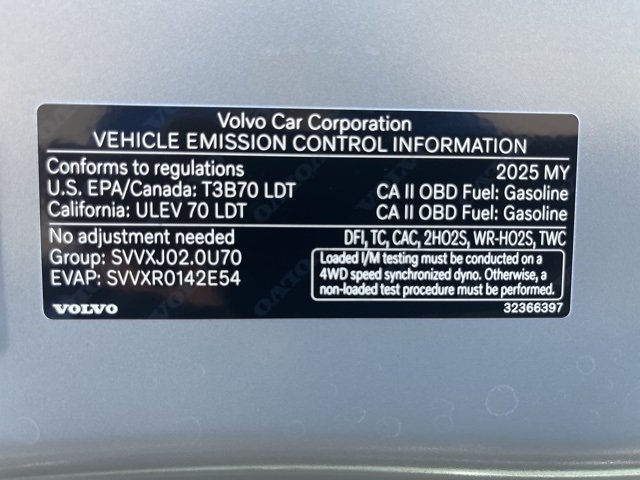 Volvo Car Corporation
VEHICLE EMISSION CONTROL INFORMATION
Conforms to regulations 2025 MY
U.S. EPA/Canada: T3B70 LDT CA II OBD Fuel: Gasoline
California: ULEV 70 LDT CA II OBD Fuel: Gasoline
No adjustment needed DFI, TC, CAC, 2HO2S, WR-HO2S, TWC
Group: SVVXJ02.0U70
EVAP: SVVXR0142E54
Loaded I/M testing must be conducted on a
4WD speed synchronized dyno. Otherwise, a
non-loaded test procedure must be performed.
VOLVO 32366397